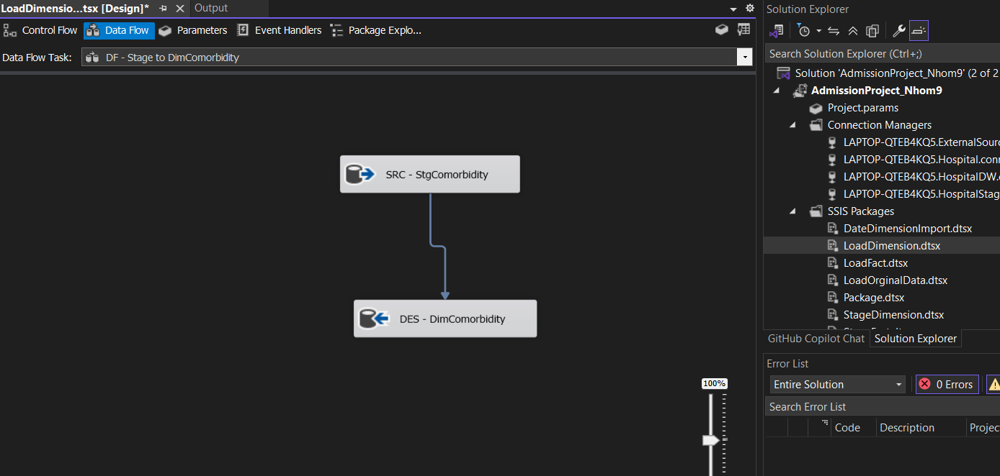 LoadDimensio...tsx [Design]*
Output
Control Flow
Data Flow
Parameters
Event Handlers
Package Explo...
Data Flow Task:
DF - Stage to DimComorbidity
SRC - StgComorbidity
DES - DimComorbidity
100%
Solution Explorer
Search Solution Explorer (Ctrl+;)
Solution 'AdmissionProject_Nhom9' (2 of 2
AdmissionProject_Nhom9
Project.params
Connection Managers
LAPTOP-QTEB4KQ5.ExternalSourc
LAPTOP-QTEB4KQ5.Hospital.conn
LAPTOP-QTEB4KQ5.HospitalDW.c
LAPTOP-QTEB4KQ5.HospitalStag
SSIS Packages
DateDimensionImport.dtsx
LoadDimension.dtsx
LoadFact.dtsx
LoadOrginalData.dtsx
Package.dtsx
StageDimension.dtsx
GitHub Copilot Chat
Solution Explorer
Error List
Entire Solution
0 Errors
Search Error List
Code
Description
Projec